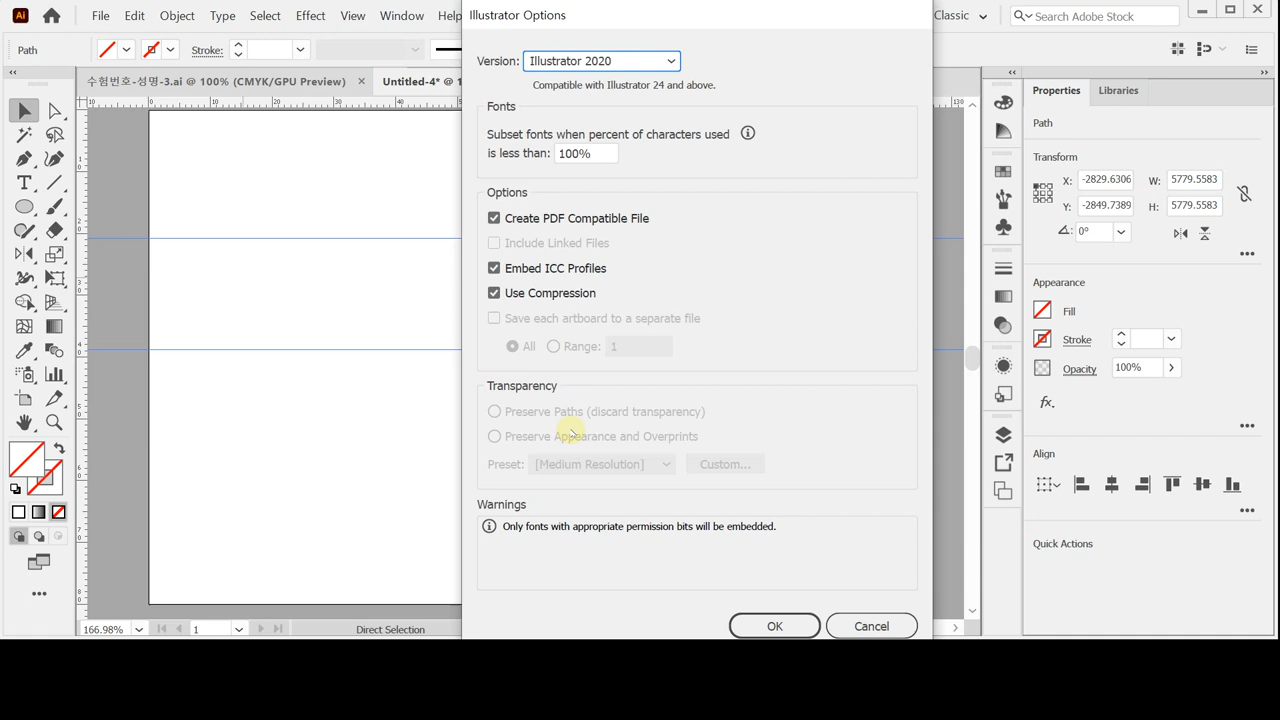 Illustrator Options
Ai File Edit Object Type Select Effect View Window Classic Search Adobe Stock
Path Stroke:
수험번호-성명-3.ai @ 100% (CMYK/GPU Preview) × Untitled-4* @ 1
Version: Illustrator 2020
Compatible with Illustrator 24 and above.
Fonts
Subset fonts when percent of characters used
is less than: 100%
Options
Create PDF Compatible File
Include Linked Files
Embed ICC Profiles
Use Compression
Save each artboard to a separate file
All Range: 1
Transparency
Preserve Paths (discard transparency)
Preserve Appearance and Overprints
Preset: [Medium Resolution] Custom...
Warnings
Only fonts with appropriate permission bits will be embedded.
OK Cancel
Properties Libraries
Path
Transform
X: -2829.6306 W: 5779.5583
Y: -2849.7389 H: 5779.5583
0°
Appearance
Fill
Stroke
Opacity 100%
fx.
Align
Quick Actions
166.98% 1 Direct Selection